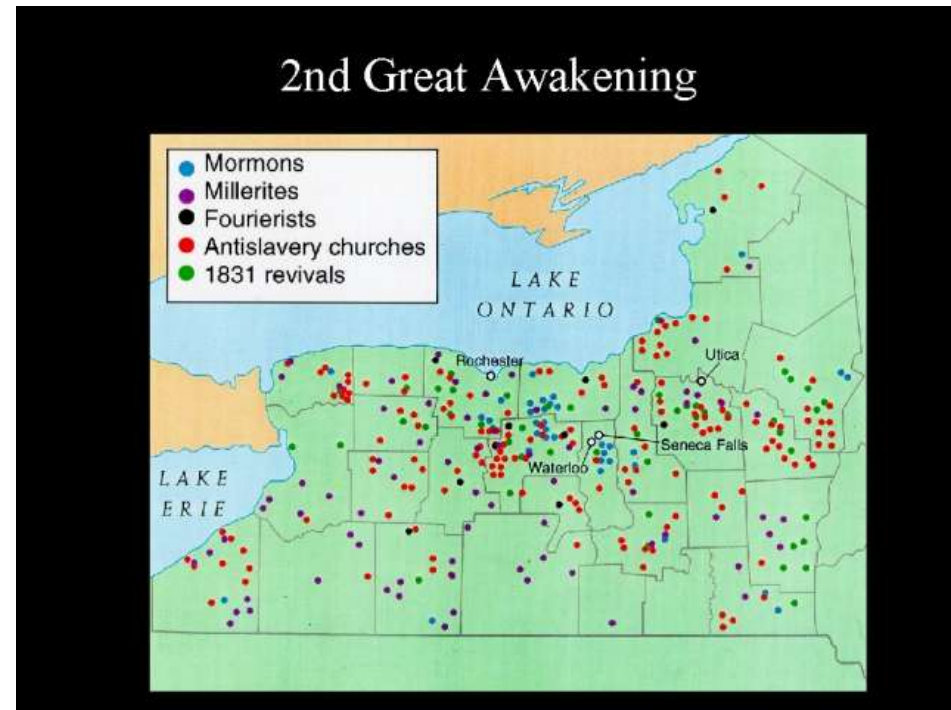 2nd Great Awakening
Mormons
Millerites
Fourierists
Antislavery churches
1831 revivals
LAKE
ONTARIO
Rochester
Utica
Seneca Falls
Waterloo
LAKE
ERIE